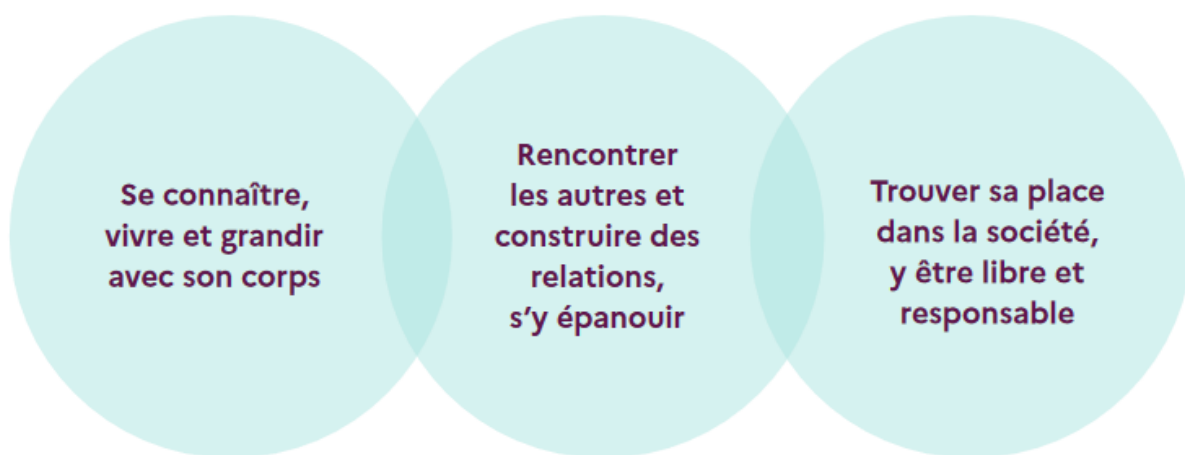 Se connaître,
vivre et grandir
avec son corps
Rencontrer
les autres et
construire des
relations,
s’y épanouir
Trouver sa place
dans la société,
y être libre et
responsable